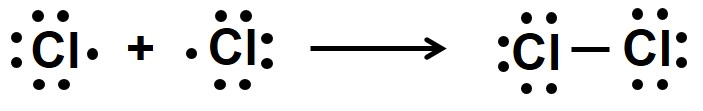 Cl + Cl → Cl — Cl